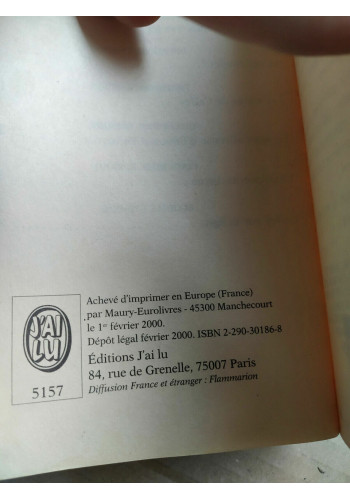 Achevé d'imprimer en Europe (France)
par Maury-Eurolivres - 45300 Manchecourt
le 1er février 2000.
Dépôt légal février 2000. ISBN 2-290-30186-8
Éditions J'ai lu
84, rue de Grenelle, 75007 Paris
Diffusion France et étranger : Flammarion
J'AI
LU
5157